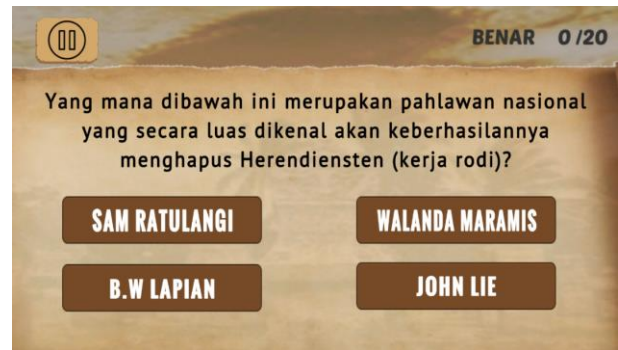 BENAR 0/20
Yang mana dibawah ini merupakan pahlawan nasional
yang secara luas dikenal akan keberhasilannya
menghapus Herendiensten (kerja rodi)?
SAM RATULANGI
WALANDA MARAMIS
B.W LAPIAN
JOHN LIE